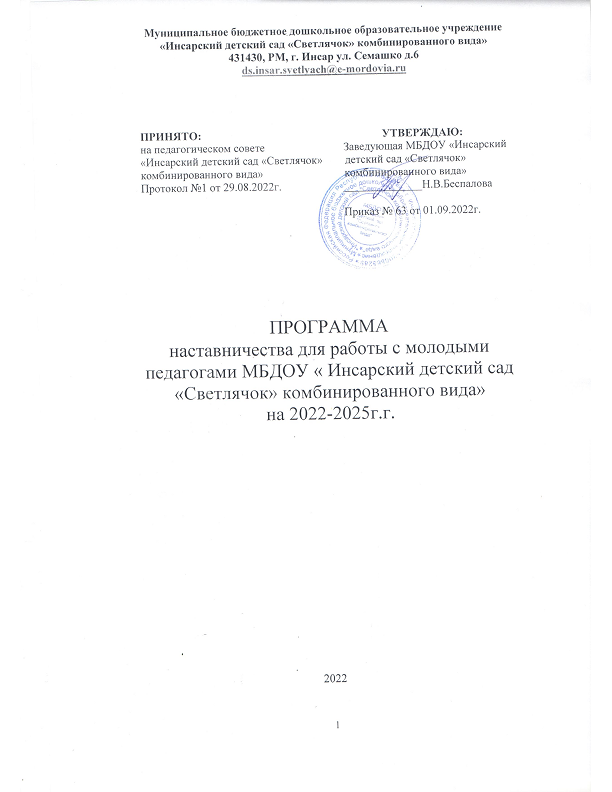 Муниципальное бюджетное дошкольное образовательное учреждение
«Инсарский детский сад «Светлячок» комбинированного вида»
431430, РМ, г. Инсар ул. Семашко д.6
ds.insar.svetlyach@e-mordovia.ru
ПРИНЯТО:
на педагогическом совете
«Инсарский детский сад «Светлячок»
комбинированного вида»
Протокол №1 от 29.08.2022г.
УТВЕРЖДАЮ:
Заведующая МБДОУ «Инсарский
детский сад «Светлячок»
комбинированного вида»
Н.В.Беспалова
Приказ № 63 от 01.09.2022г.
ПРОГРАММА
наставничества для работы с молодыми
педагогами МБДОУ « Инсарский детский сад
«Светлячок» комбинированного вида»
на 2022-2025г.г.
2022
1